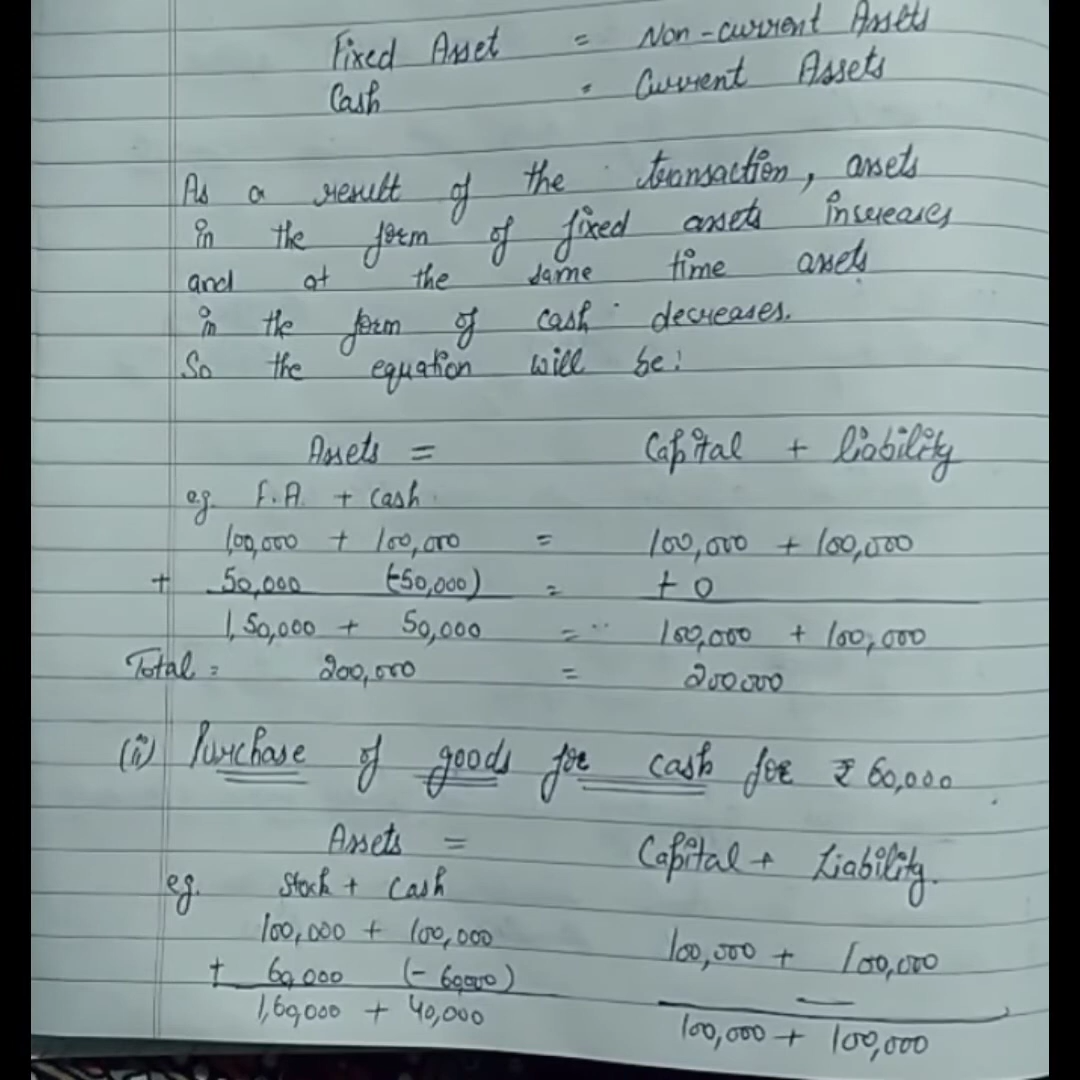 Fixed Asset = Non-current Assets
Cash = Current Assets
As a result of the transaction, assets
in the form of fixed assets increases
and at the same time assets
in the form of cash decreases.
So the equation will be:
Assets = Capital + liability
eg. F.A. + cash
100,000 + 100,000 = 100,000 + 100,000
+ 50,000 (-50,000) = + 0
1,50,000 + 50,000 = 100,000 + 100,000
Total = 200,000 = 200000
(ii) Purchase of goods for cash for ₹ 60,000
Assets = Capital + Liability.
eg. Stock + Cash
100,000 + 100,000 100,000 + 100,000
+ 60,000 (- 60,000) —
1,60,000 + 40,000 100,000 + 100,000